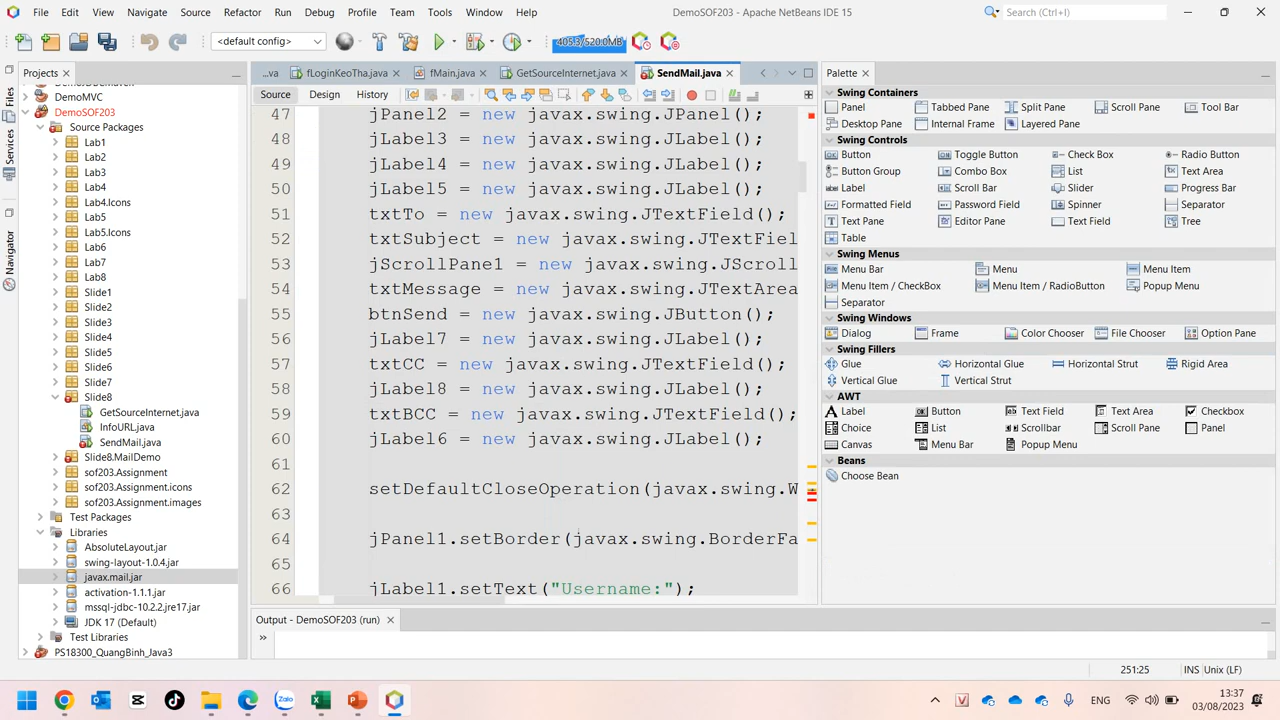 File Edit View Navigate Source Refactor Run Debug Profile Team Tools Window Help
DemoSOF203 - Apache NetBeans IDE 15
Search (Ctrl+I)
<default config>
405.3/520.0MB
Projects
..va fLoginKeoTha.java fMain.java GetSourceInternet.java SendMail.java
Palette
Source Design History
Files
Services
Navigator
DemoMVC
DemoSOF203
Source Packages
Lab1
Lab2
Lab3
Lab4
Lab4.Icons
Lab5
Lab5.Icons
Lab6
Lab7
Lab8
Slide1
Slide2
Slide3
Slide4
Slide5
Slide6
Slide7
Slide8
GetSourceInternet.java
InfoURL.java
SendMail.java
Slide8.MailDemo
sof203.Assignment
sof203.Assignment.icons
sof203.Assignment.images
Test Packages
Libraries
AbsoluteLayout.jar
swing-layout-1.0.4.jar
javax.mail.jar
activation-1.1.1.jar
mssql-jdbc-10.2.2.jre17.jar
JDK 17 (Default)
Test Libraries
PS18300_QuangBinh_Java3
47 jPanel2 = new javax.swing.JPanel();
48 jLabel3 = new javax.swing.JLabel();
49 jLabel4 = new javax.swing.JLabel();
50 jLabel5 = new javax.swing.JLabel();
51 txtTo = new javax.swing.JTextField();
52 txtSubject = new javax.swing.JTextFiel
53 jScrollPane1 = new javax.swing.JScroll
54 txtMessage = new javax.swing.JTextArea
55 btnSend = new javax.swing.JButton();
56 jLabel7 = new javax.swing.JLabel();
57 txtCC = new javax.swing.JTextField();
58 jLabel8 = new javax.swing.JLabel();
59 txtBCC = new javax.swing.JTextField();
60 jLabel6 = new javax.swing.JLabel();
61
62 setDefaultCloseOperation(javax.swing.W
63
64 jPanel1.setBorder(javax.swing.BorderFa
65
66 jLabel1.setText("Username:");
Swing Containers
Panel Tabbed Pane Split Pane Scroll Pane Tool Bar
Desktop Pane Internal Frame Layered Pane
Swing Controls
Button Toggle Button Check Box Radio Button
Button Group Combo Box List Text Area
Label Scroll Bar Slider Progress Bar
Formatted Field Password Field Spinner Separator
Text Pane Editor Pane Text Field Tree
Table
Swing Menus
Menu Bar Menu Menu Item
Menu Item / CheckBox Menu Item / RadioButton Popup Menu
Separator
Swing Windows
Dialog Frame Color Chooser File Chooser Option Pane
Swing Fillers
Glue Horizontal Glue Horizontal Strut Rigid Area
Vertical Glue Vertical Strut
AWT
Label Button Text Field Text Area Checkbox
Choice List Scrollbar Scroll Pane Panel
Canvas Menu Bar Popup Menu
Beans
Choose Bean
Output - DemoSOF203 (run)
251:25 INS Unix (LF)
Zalo
ENG
13:37
03/08/2023